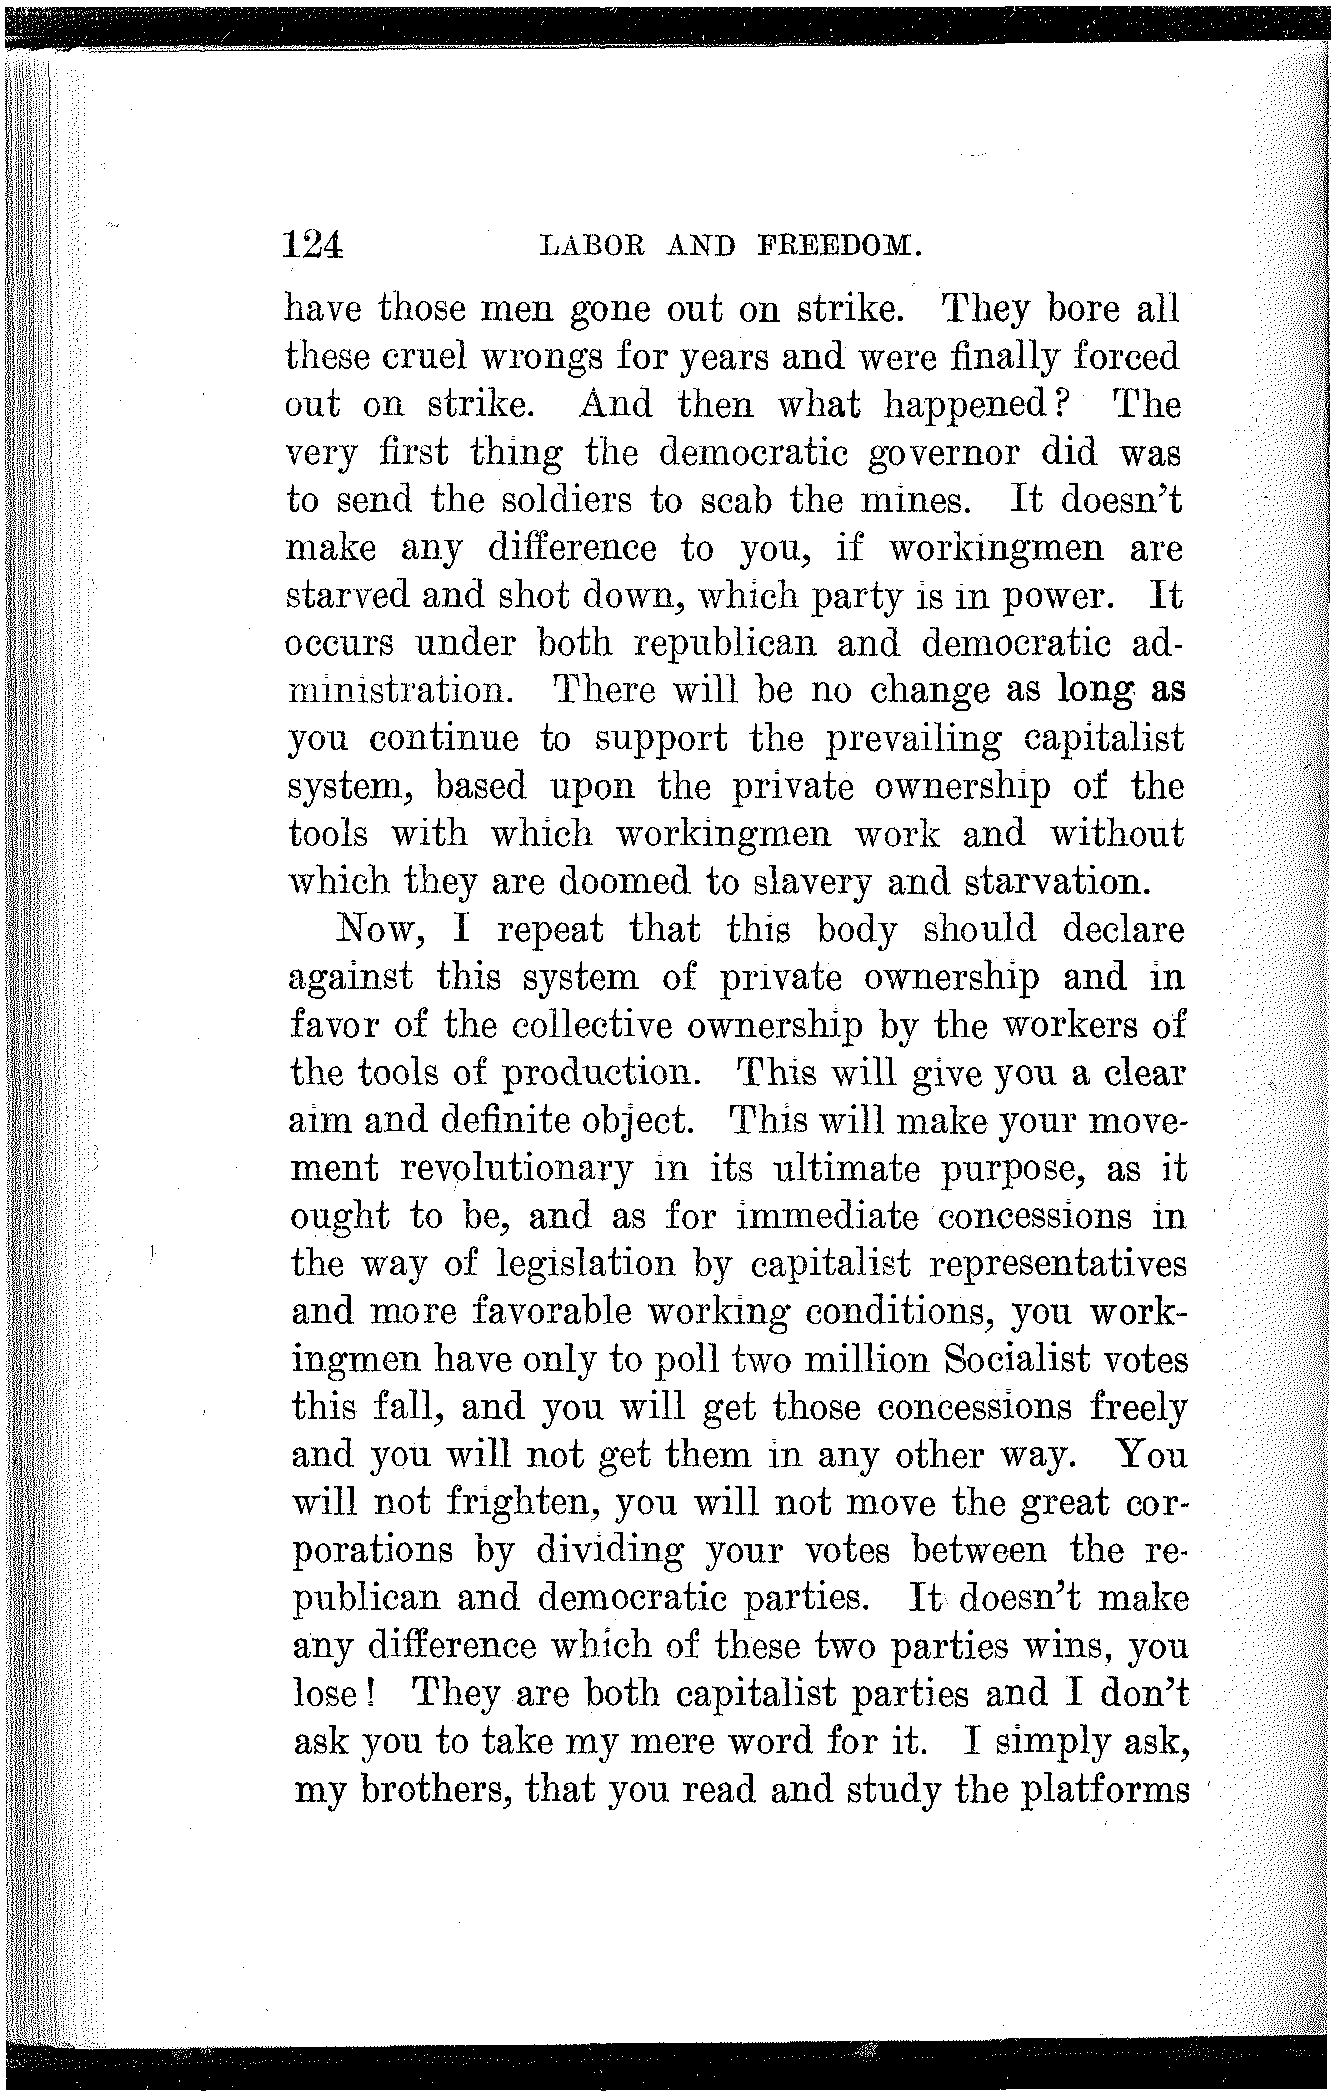 124 LABOR AND FREEDOM.
have those men gone out on strike. They bore all
these cruel wrongs for years and were finally forced
out on strike. And then what happened? The
very first thing the democratic governor did was
to send the soldiers to scab the mines. It doesn't
make any difference to you, if workingmen are
starved and shot down, which party is in power. It
occurs under both republican and democratic ad-
ministration. There will be no change as long as
you continue to support the prevailing capitalist
system, based upon the private ownership of the
tools with which workingmen work and without
which they are doomed to slavery and starvation.
Now, I repeat that this body should declare
against this system of private ownership and in
favor of the collective ownership by the workers of
the tools of production. This will give you a clear
aim and definite object. This will make your move-
ment revolutionary in its ultimate purpose, as it
ought to be, and as for immediate concessions in
the way of legislation by capitalist representatives
and more favorable working conditions, you work-
ingmen have only to poll two million Socialist votes
this fall, and you will get those concessions freely
and you will not get them in any other way. You
will not frighten, you will not move the great cor-
porations by dividing your votes between the re-
publican and democratic parties. It doesn't make
any difference which of these two parties wins, you
lose! They are both capitalist parties and I don't
ask you to take my mere word for it. I simply ask,
my brothers, that you read and study the platforms